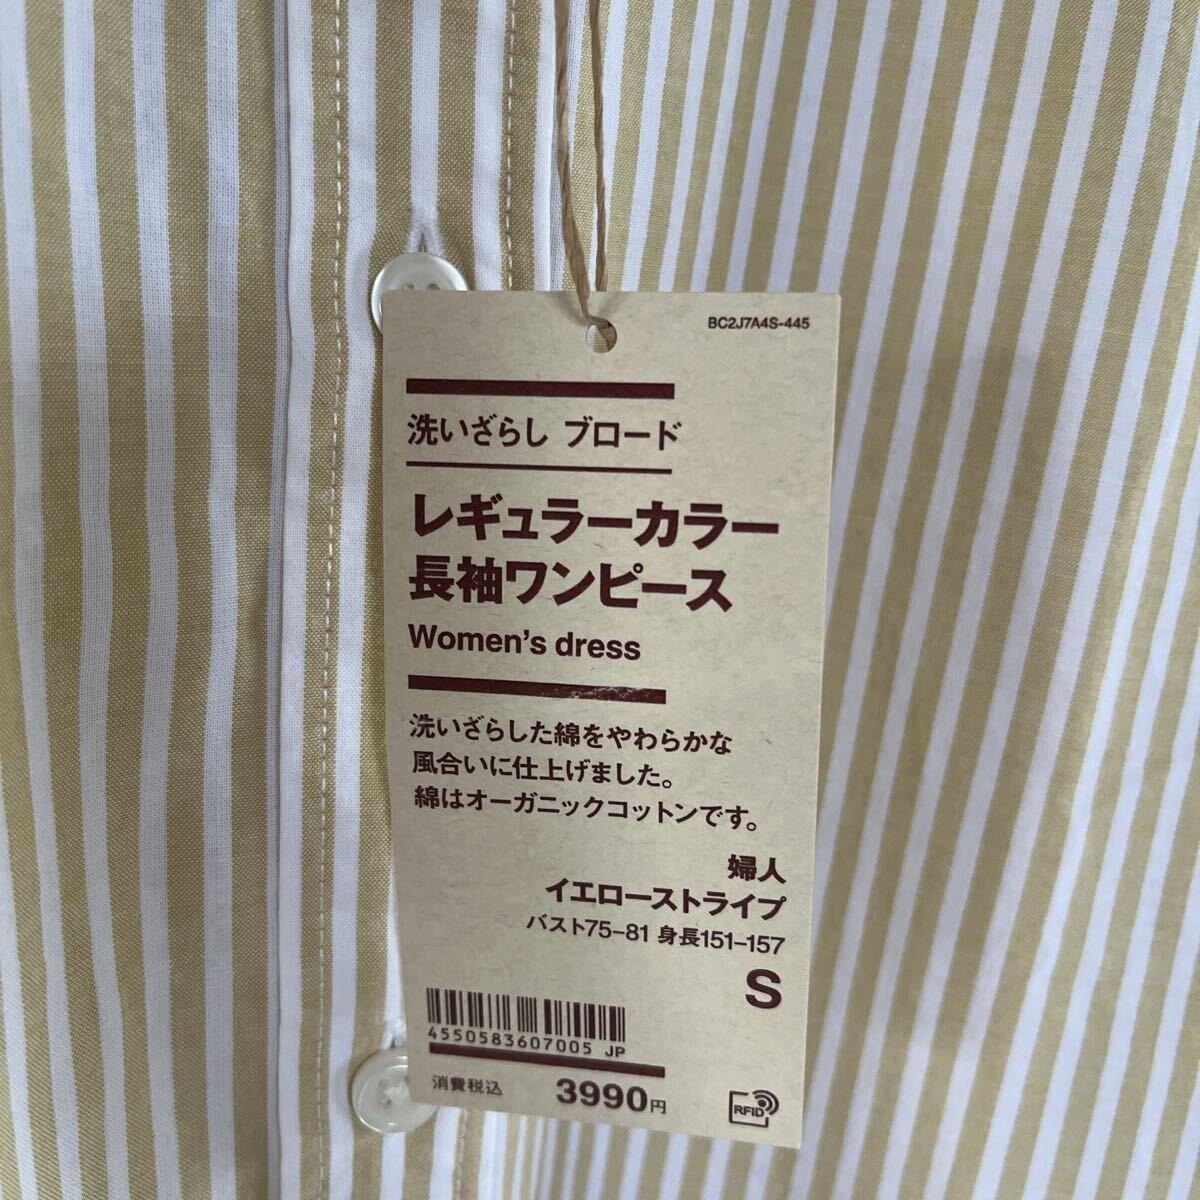 BC2J7A4S-445
洗いざらし ブロード
レギュラーカラー
長袖ワンピース
Women's dress
洗いざらした綿をやわらかな
風合いに仕上げました。
綿はオーガニックコットンです。
婦人
イエローストライプ
バスト75-81 身長151-157
S
4550583607005 JP
消費税込 3990円
RFID